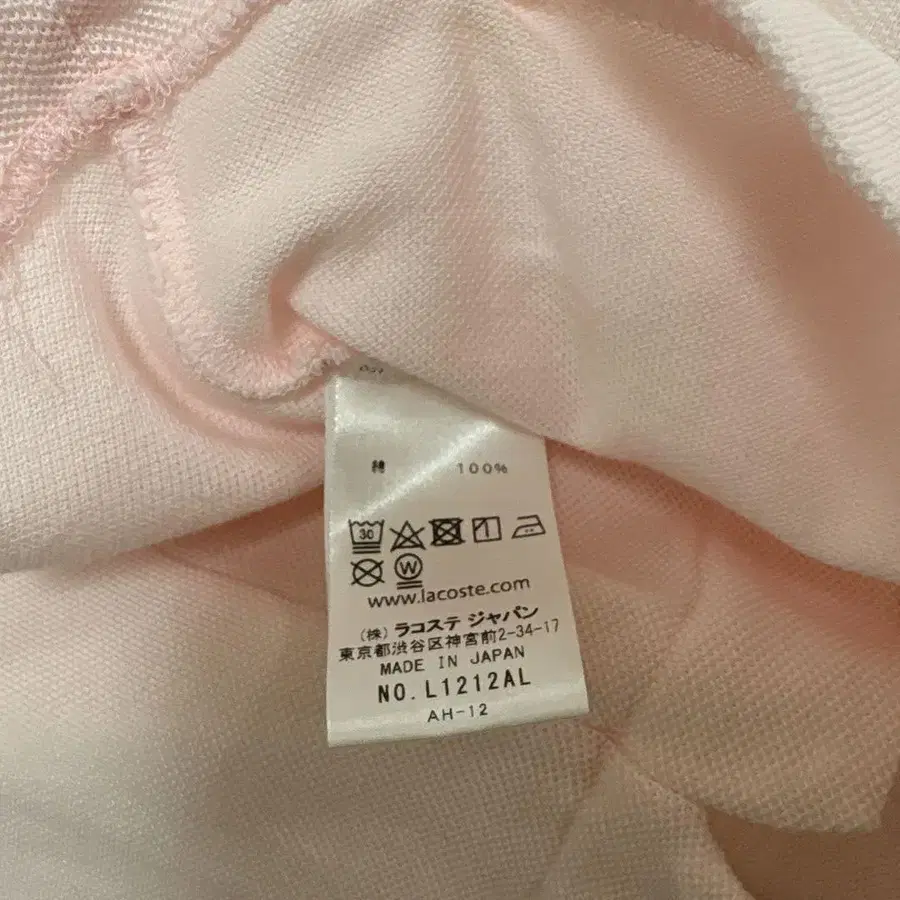 綿 100%
30
W
www.lacoste.com
(株) ラコステ ジャパン
東京都渋谷区神宮前2-34-17
MADE IN JAPAN
NO. L1212AL
AH-12